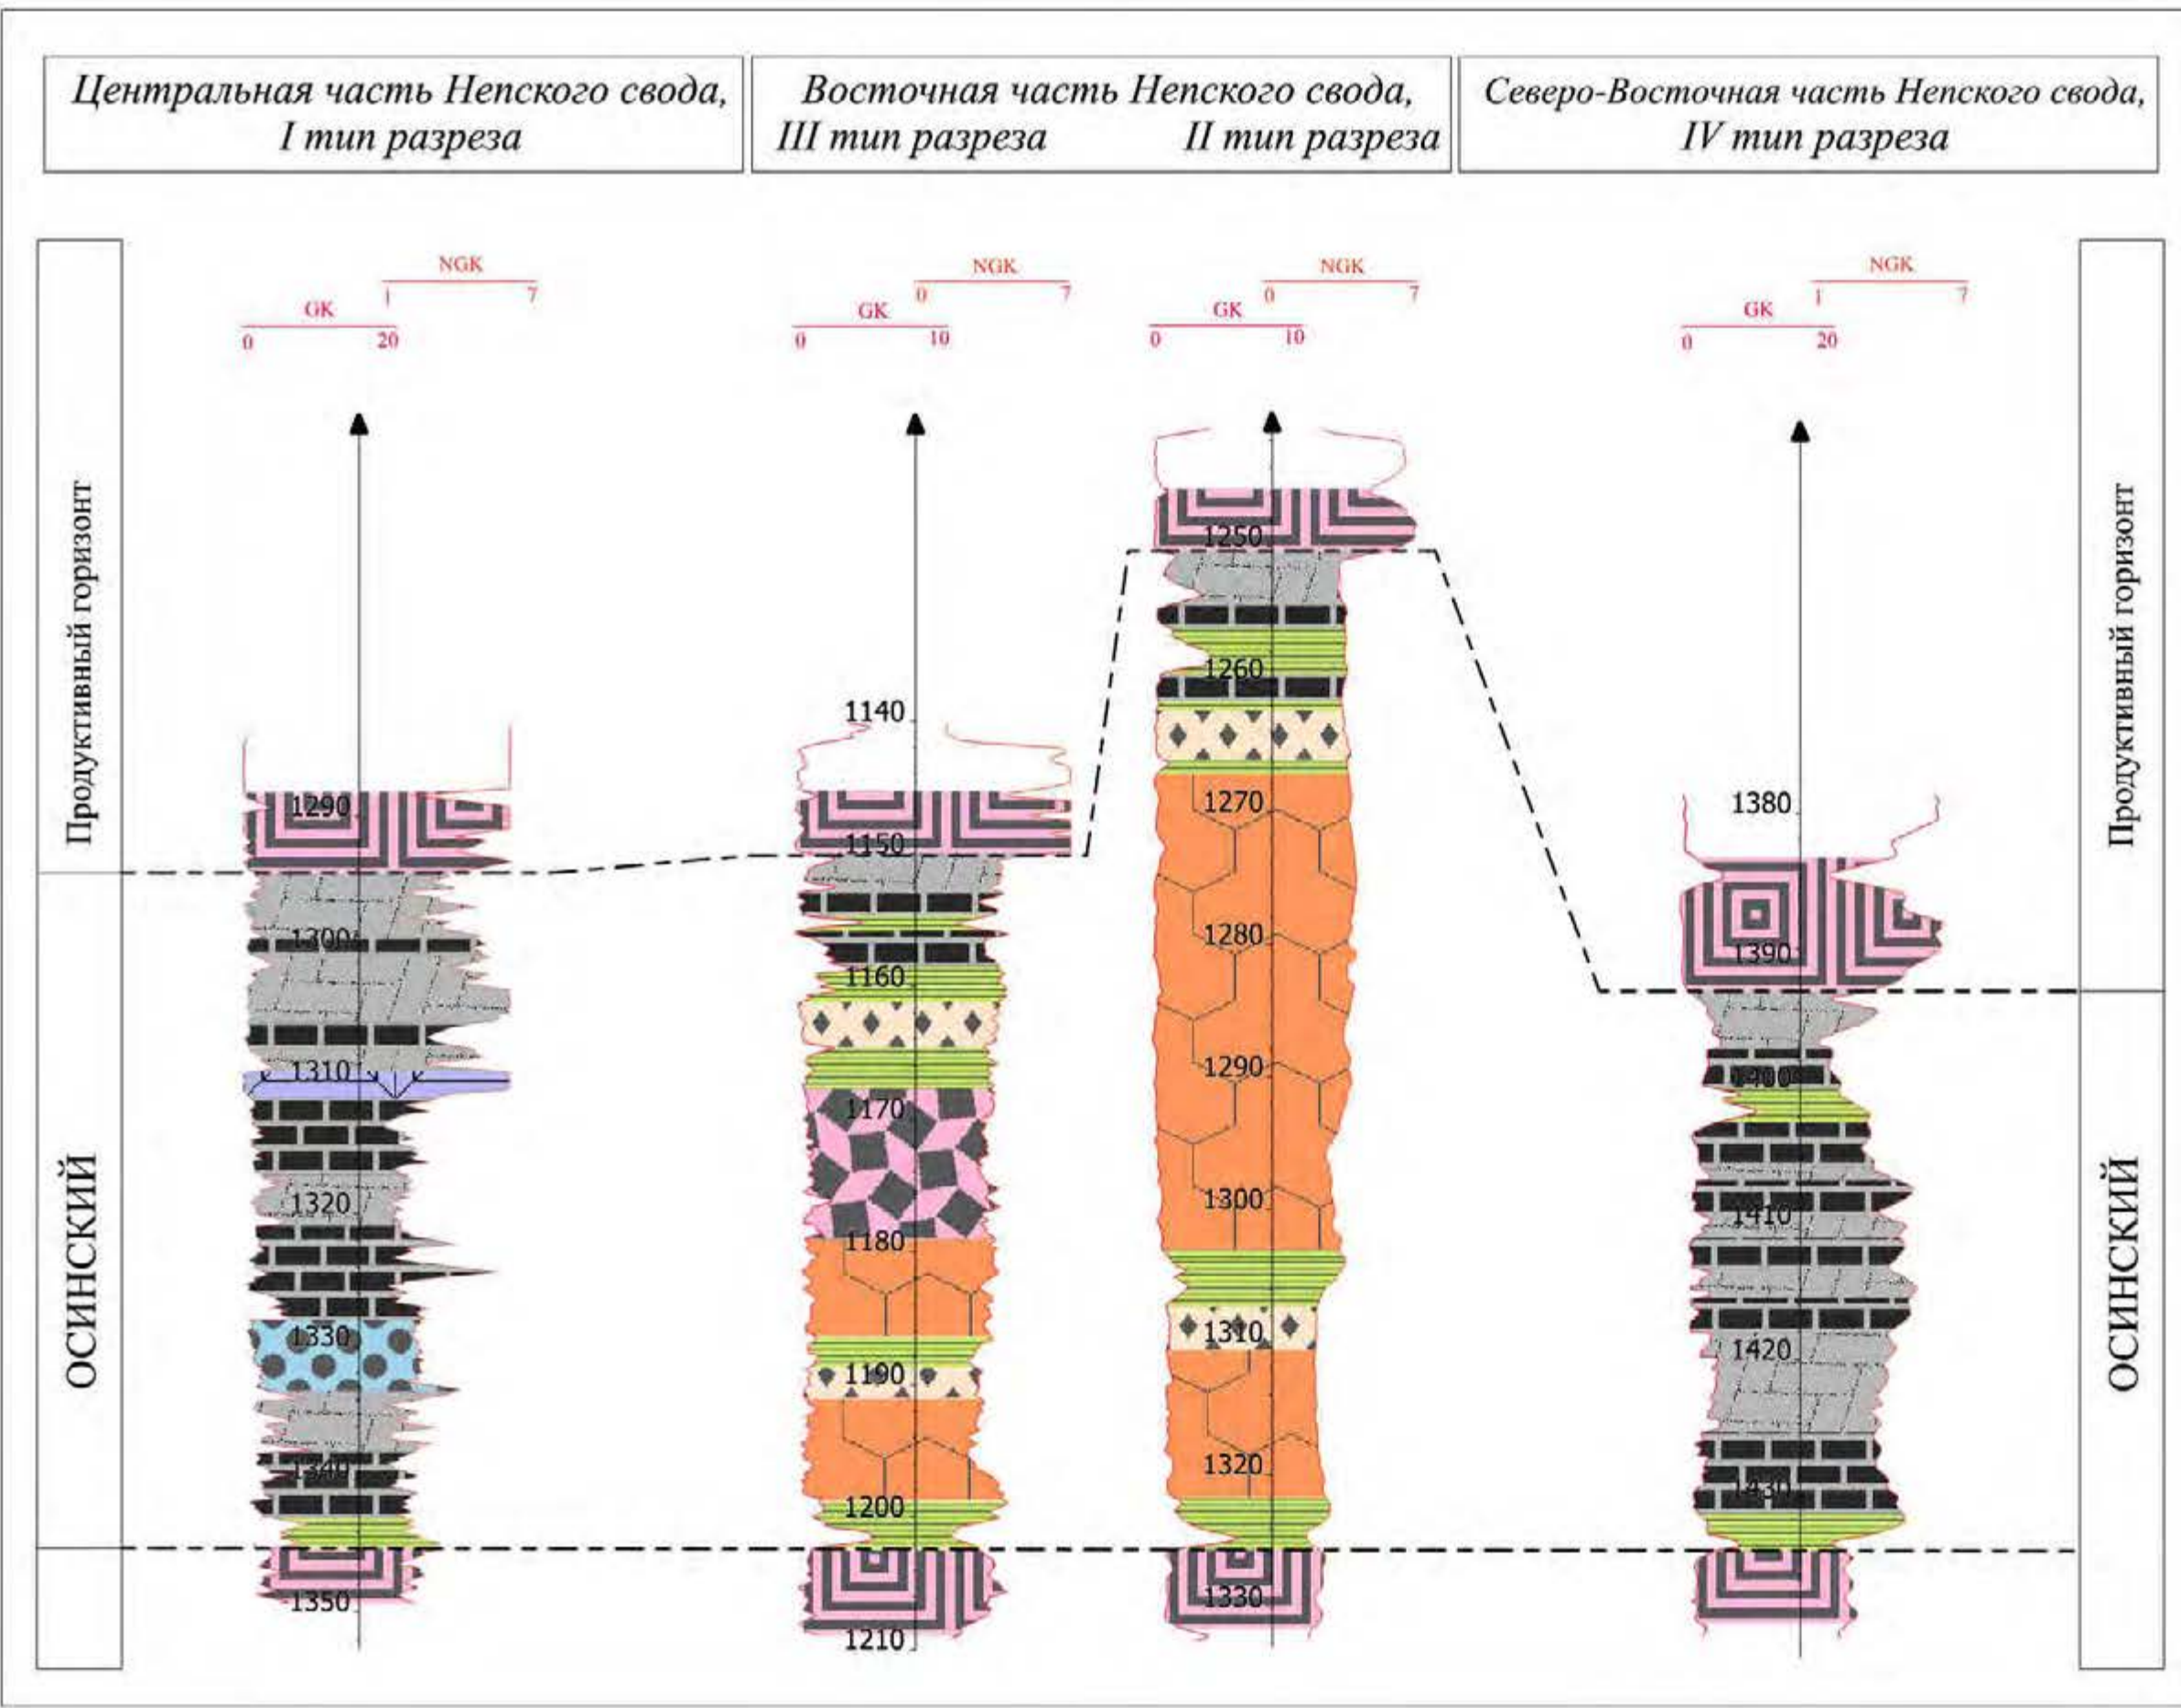 Центральная часть Непского свода,
I тип разреза
Восточная часть Непского свода,
III тип разреза II тип разреза
Северо-Восточная часть Непского свода,
IV тип разреза
Продуктивный горизонт
ОСИНСКИЙ
NGK
1 7
GK
0 20
1290
1300
1310
1320
1330
1340
1350
NGK
0 7
GK
0 10
1140
1150
1160
1170
1180
1190
1200
1210
NGK
0 7
GK
0 10
1250
1260
1270
1280
1290
1300
1310
1320
1330
NGK
1 7
GK
0 20
1380
1390
1400
1410
1420
1430
Продуктивный горизонт
ОСИНСКИЙ